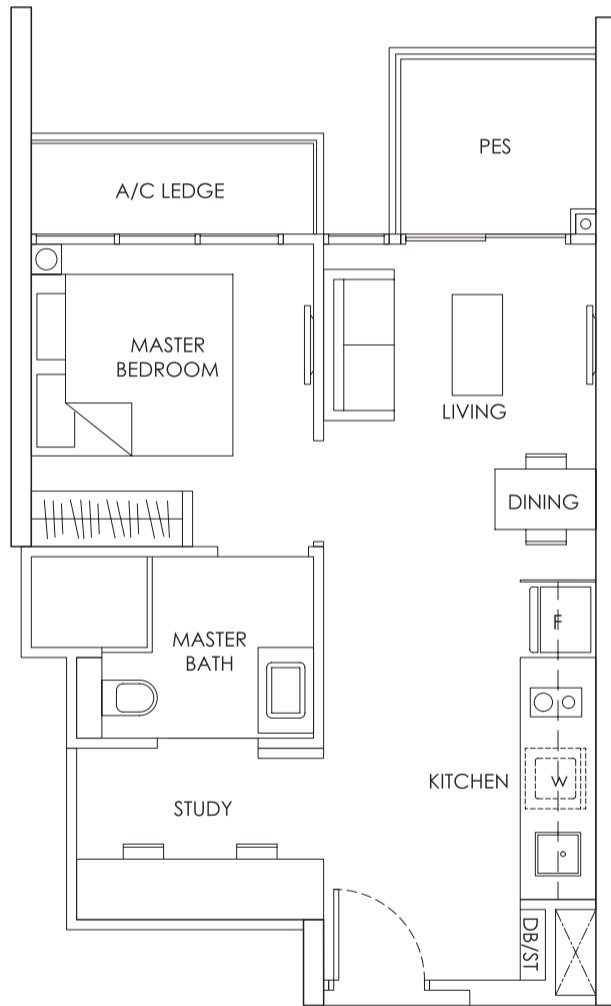 PES
A/C LEDGE
MASTER
BEDROOM
LIVING
DINING
F
MASTER
BATH
KITCHEN
W
STUDY
DB/ST